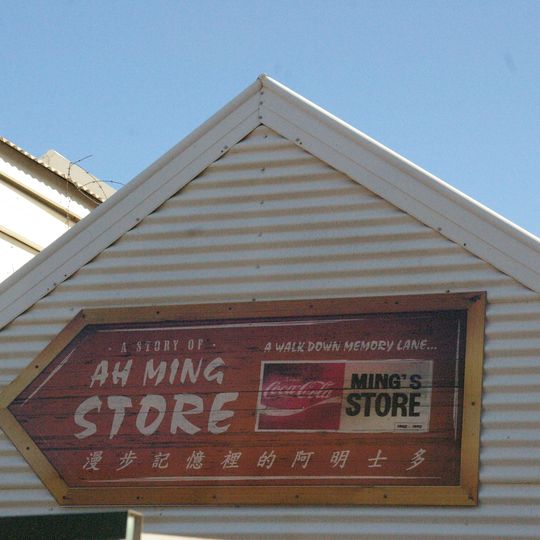 · A STORY OF ·
AH MING
STORE
A WALK DOWN MEMORY LANE...
Coca-Cola
MING'S
STORE
漫步記憶裡的阿明士多